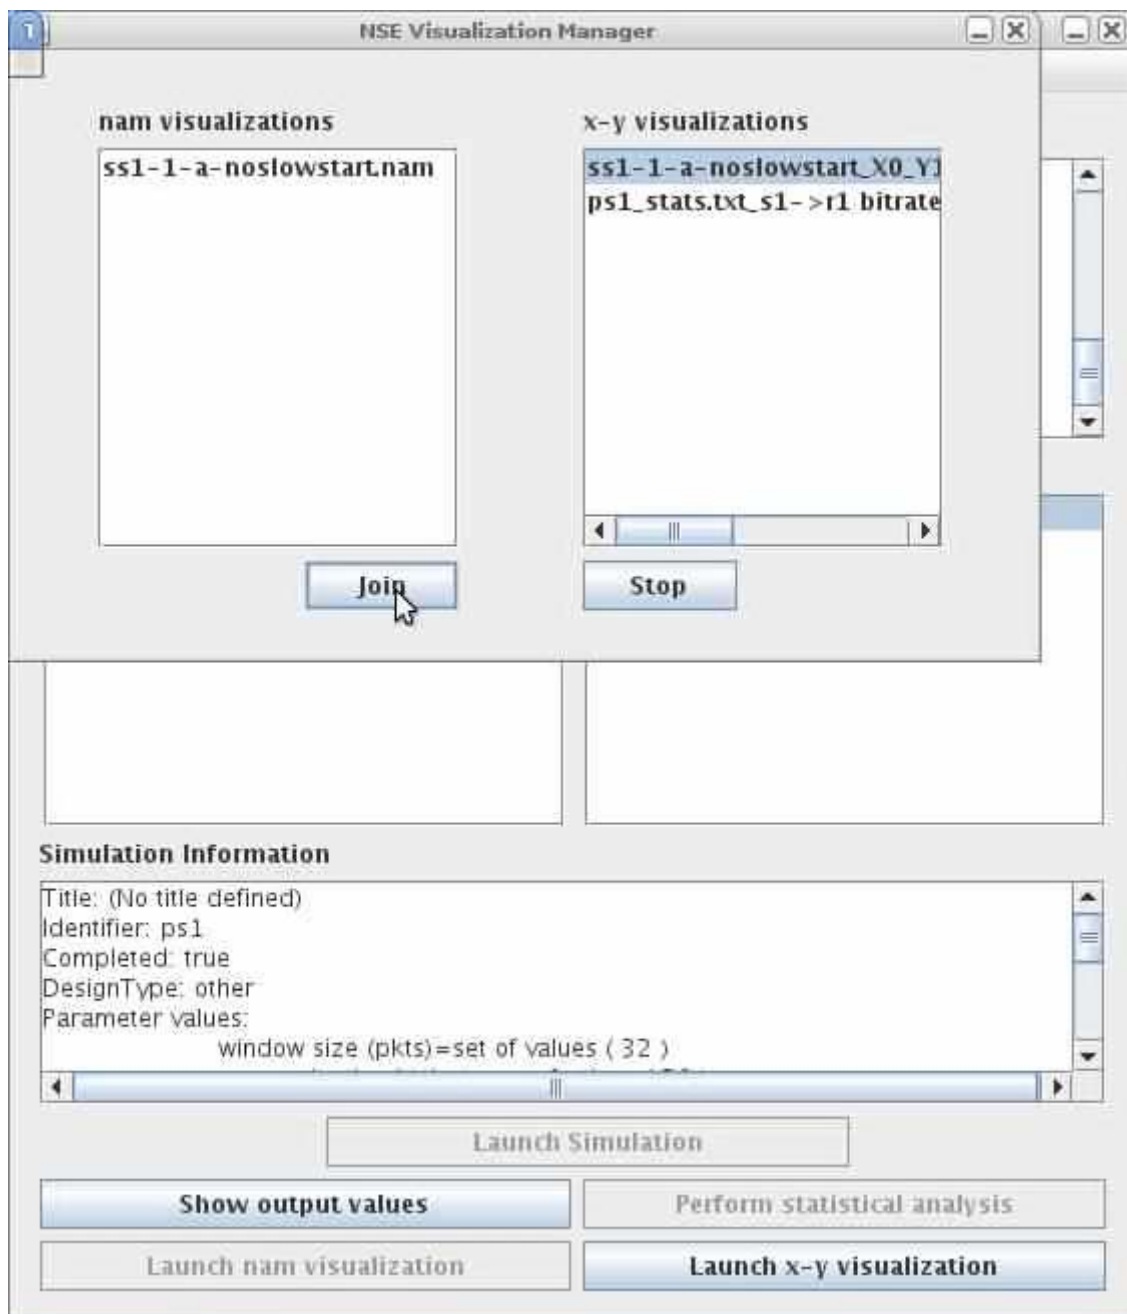 1
NSE Visualization Manager
nam visualizations
x-y visualizations
ss1-1-a-noslowstart.nam
ss1-1-a-noslowstart_X0_Y1
ps1_stats.txt_s1->r1 bitrate
Join
Stop
Simulation Information
Title: (No title defined)
Identifier: ps1
Completed: true
DesignType: other
Parameter values:
window size (pkts)=set of values ( 32 )
Launch Simulation
Show output values
Perform statistical analysis
Launch nam visualization
Launch x-y visualization